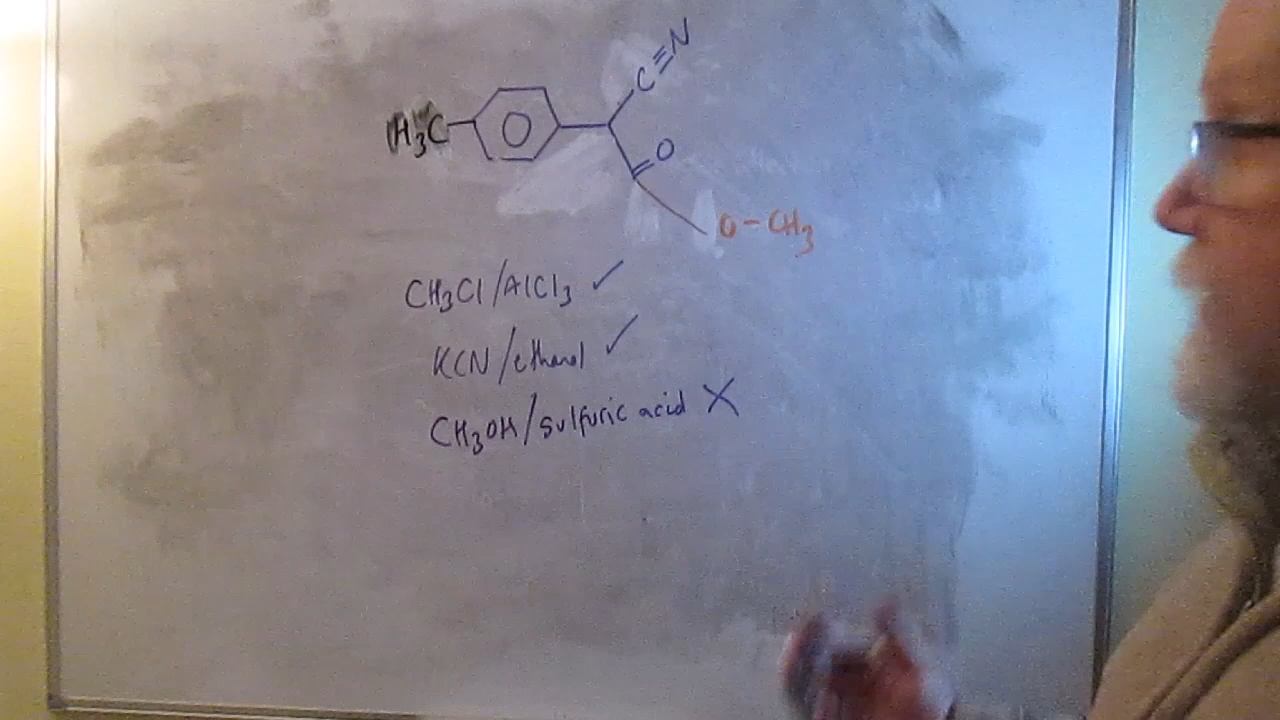 C≡N
H₃C
O
O-CH₃
CH₃Cl/AlCl₃ ✓
KCN/ethanol ✓
CH₃OH/sulfuric acid X